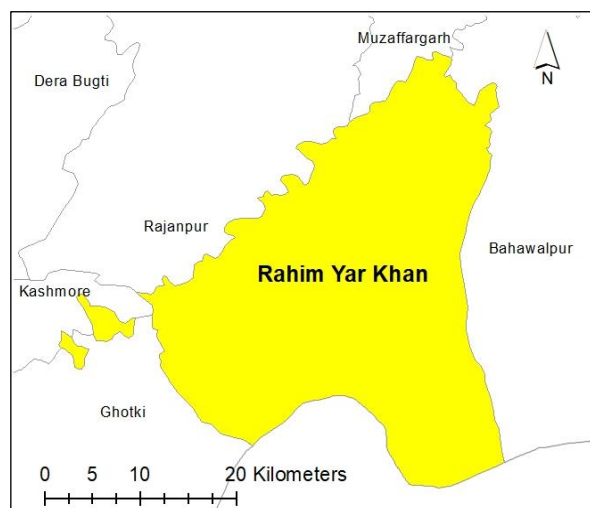 Muzaffargarh
N
Dera Bugti
Rajanpur
Bahawalpur
Rahim Yar Khan
Kashmore
Ghotki
0 5 10 20 Kilometers